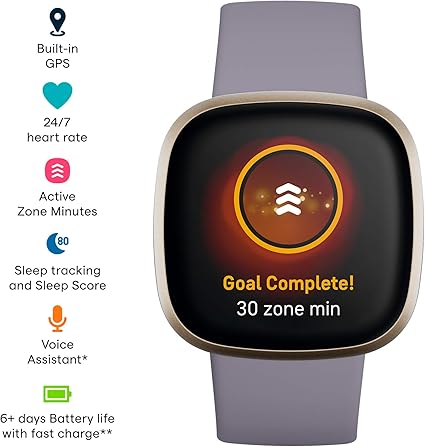 Built-in
GPS
24/7
heart rate
Active
Zone Minutes
80
Sleep tracking
and Sleep Score
Voice
Assistant*
6+ days Battery life
with fast charge**
Goal Complete!
30 zone min